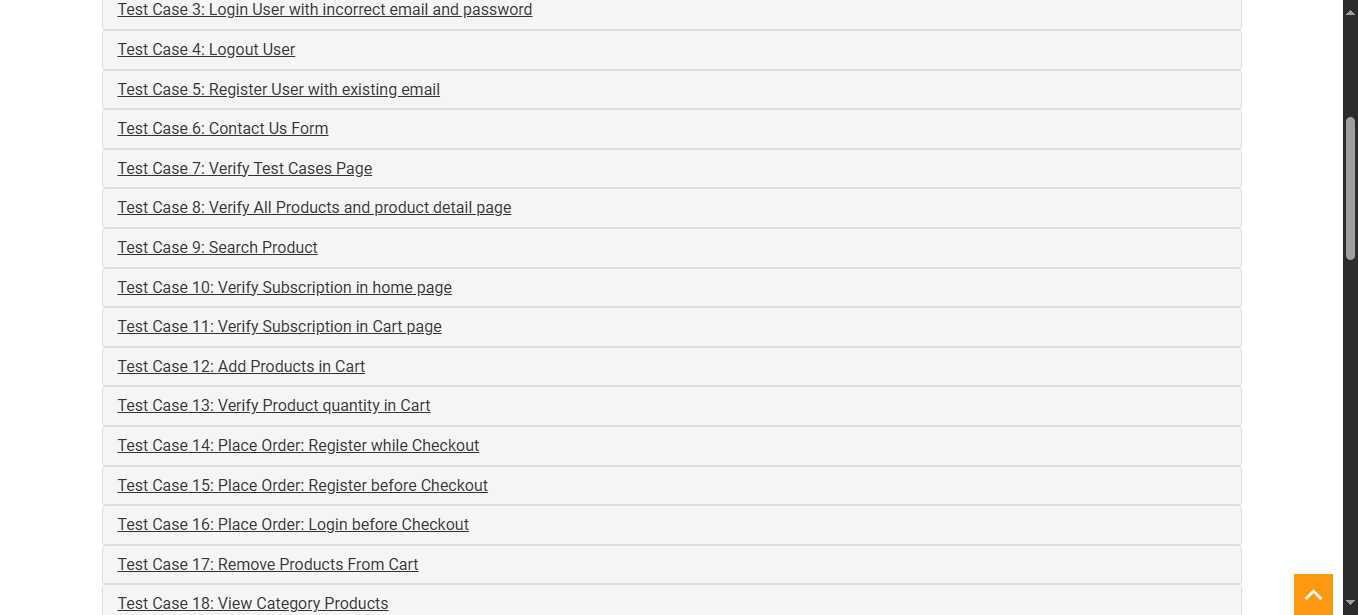 Test Case 3: Login User with incorrect email and password
Test Case 4: Logout User
Test Case 5: Register User with existing email
Test Case 6: Contact Us Form
Test Case 7: Verify Test Cases Page
Test Case 8: Verify All Products and product detail page
Test Case 9: Search Product
Test Case 10: Verify Subscription in home page
Test Case 11: Verify Subscription in Cart page
Test Case 12: Add Products in Cart
Test Case 13: Verify Product quantity in Cart
Test Case 14: Place Order: Register while Checkout
Test Case 15: Place Order: Register before Checkout
Test Case 16: Place Order: Login before Checkout
Test Case 17: Remove Products From Cart
Test Case 18: View Category Products